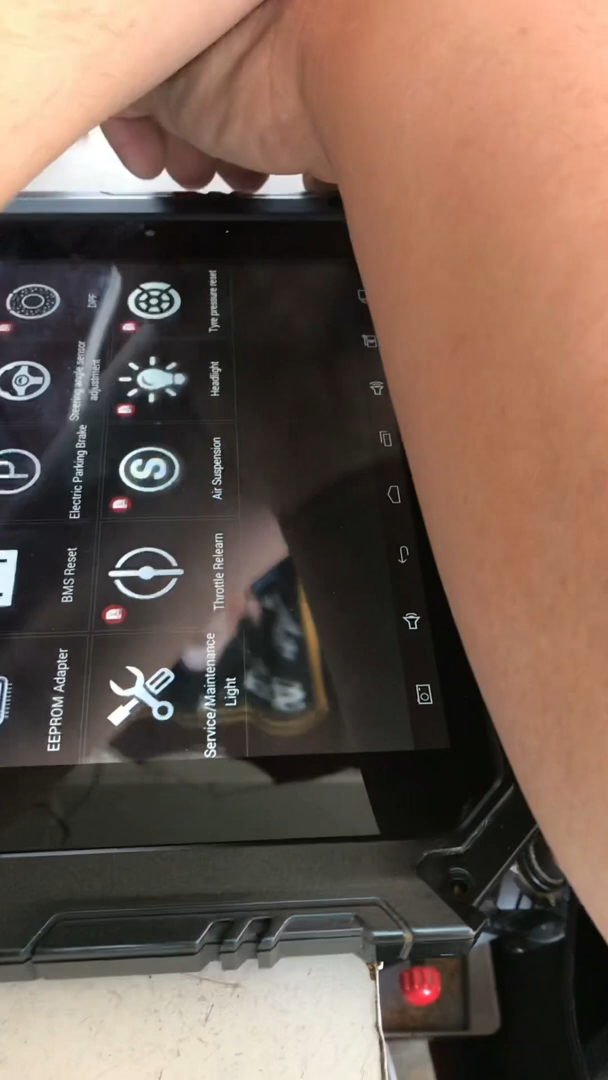 EEPROM Adapter
BMS Reset
Electric Parking Brake
Steering angle sensor
adjustment
DPF
Service/Maintenance
Light
Throttle Relearn
Air Suspension
Headlight
Tyre pressure reset